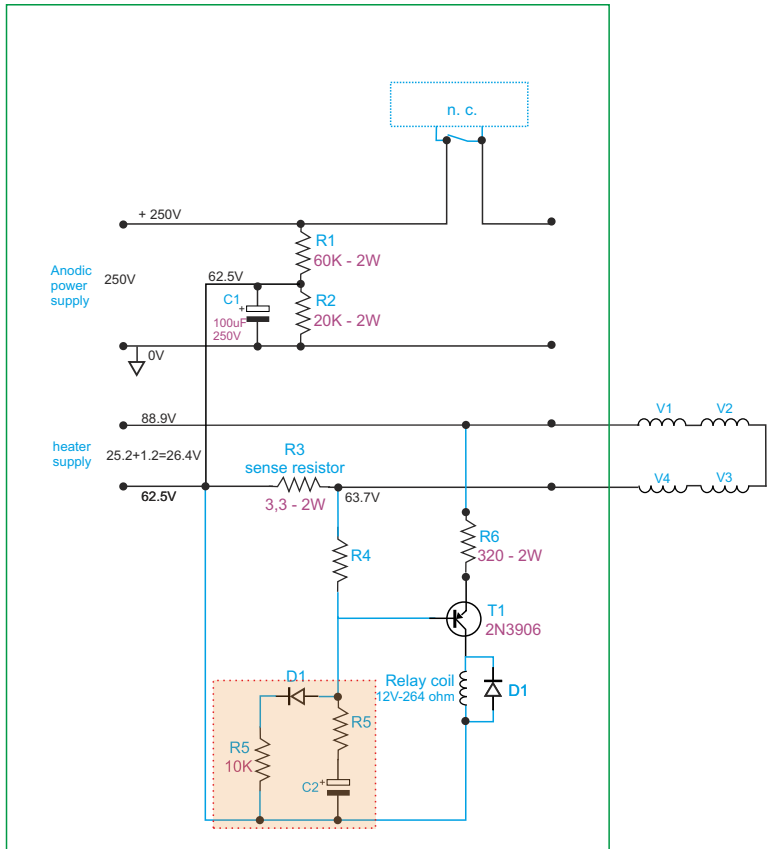 n. c.
+ 250V
R1
60K - 2W
Anodic
power
supply
250V
62.5V
C1
+
100uF
250V
R2
20K - 2W
0V
88.9V
V1
V2
heater
supply
25.2+1.2=26.4V
R3
sense resistor
3,3 - 2W
62.5V
63.7V
V4
V3
R4
R6
320 - 2W
T1
2N3906
D1
Relay coil
12V-264 ohm
D1
R5
R5
10K
C2
+